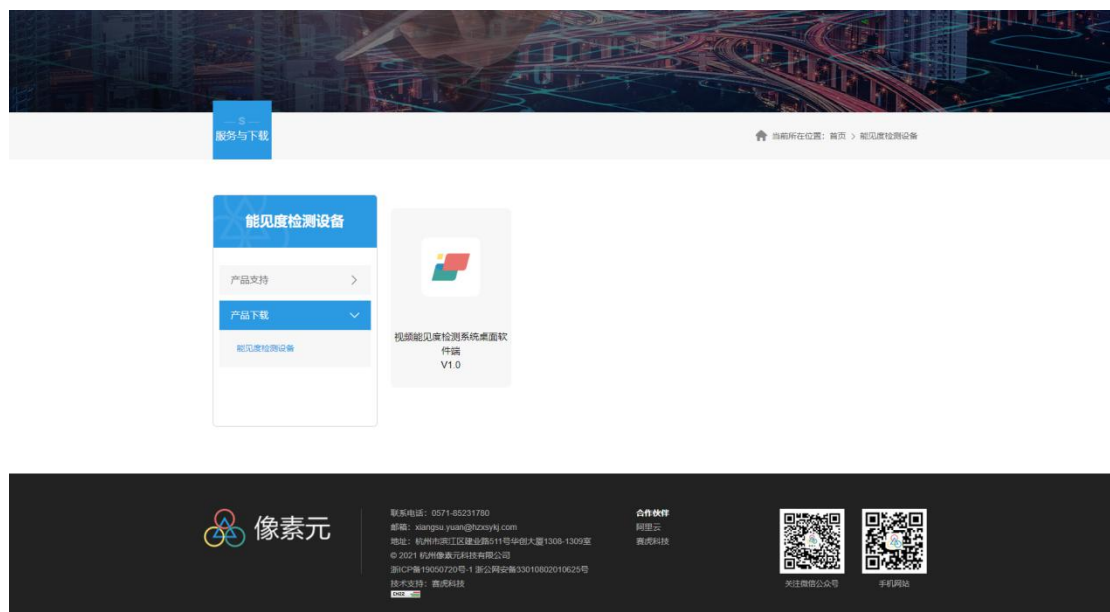 — S —
服务与下载
当前所在位置：首页 > 能见度检测设备
能见度检测设备
产品支持
产品下载
能见度检测设备
视频能见度检测系统桌面软
件端
V1.0
像素元
联系电话：0571-85231780
邮箱：xiangsu.yuan@hzxsykj.com
地址：杭州市滨江区建业路511号华创大厦1308-1309室
© 2021 杭州像素元科技有限公司
浙ICP备19050720号-1 浙公网安备33010802010625号
技术支持：赛虎科技
CNZZ
合作伙伴
阿里云
赛虎科技
关注微信公众号
手机网站